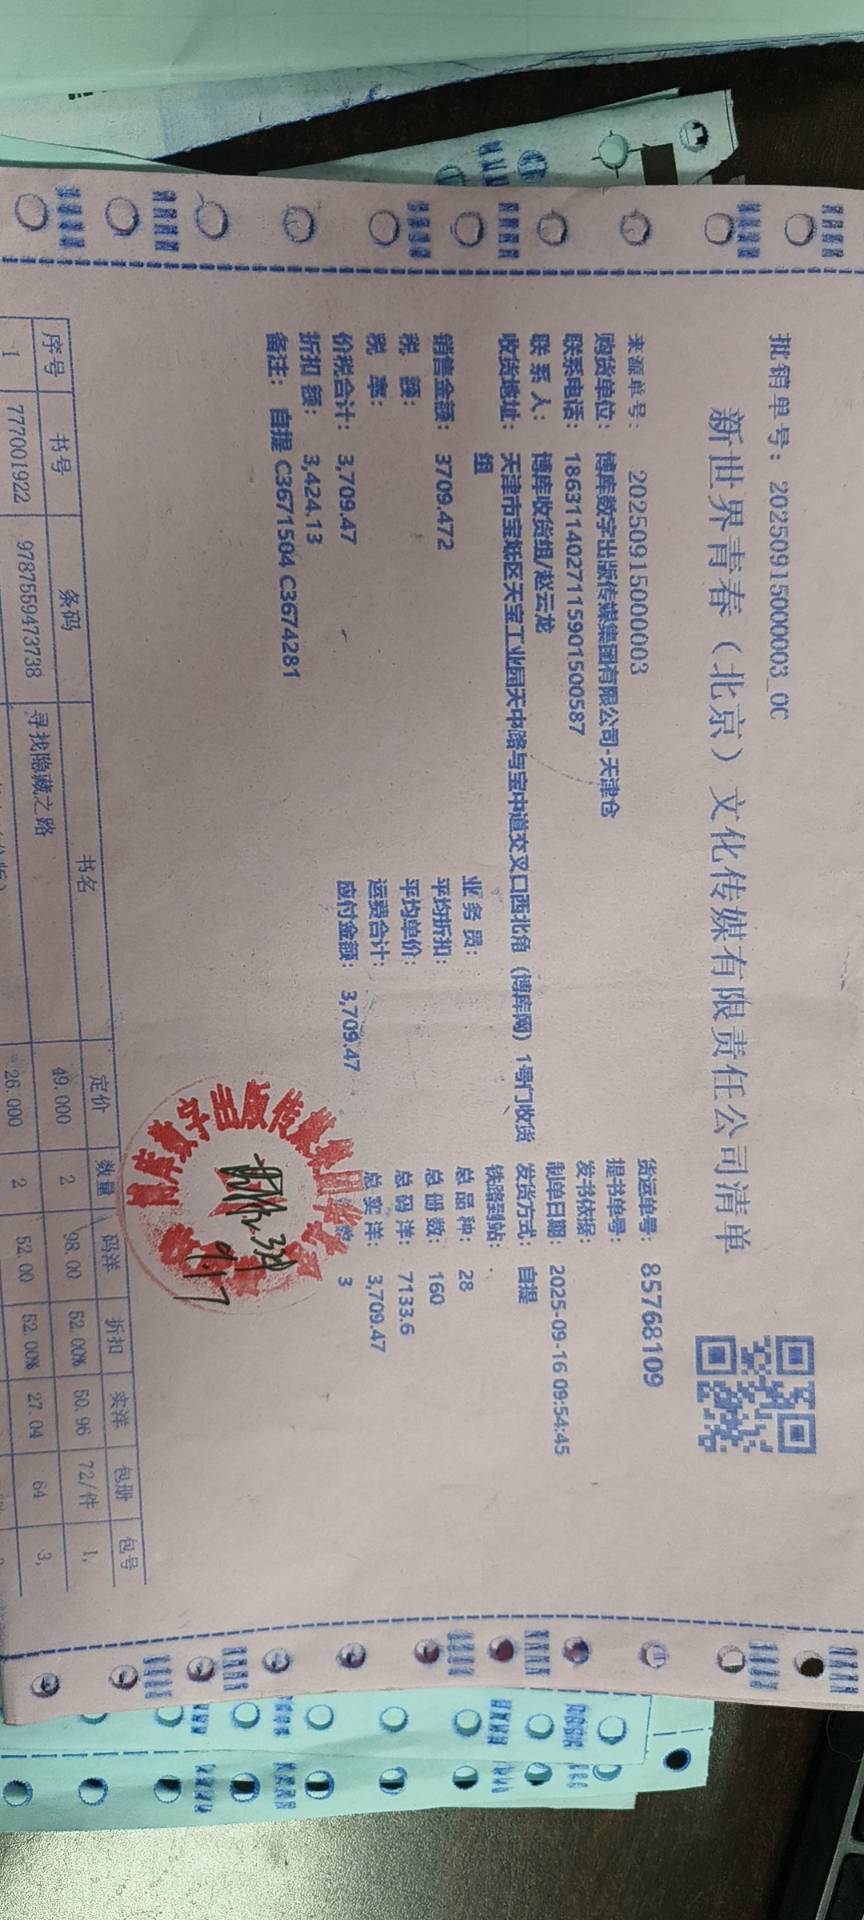 批销单号：20250915000003_0C
新世界青春（北京）文化传媒有限责任公司清单
来源单号： 20250915000003
货运单号： 85768109
购货单位： 博库数字出版传媒集团有限公司-天津仓
提书单号：
联系电话： 18631140271159015００587
发书依据：
联 系 人： 博库收货组/赵云龙
制单日期： 2025-09-16 09:54:45
收货地址： 天津市宝坻区天宝工业园天中路与宝中道交叉口西北角（博库网）1号门收货
组
发货方式： 自提
业 务 员：
铁路到站：
销售金额： 3709.472
平均折扣：
总 品 种： 28
税 额：
平均单价：
总 册 数： 160
税 率：
运费合计：
总 码 洋： 7133.6
价税合计： 3,709.47
应付金额： 3,709.47
总 实 洋： 3,709.47
折扣 额： 3,424.13
3
备注： 自提 C3671504 C3674281
博库数字出版传媒集
9.17
序号 书号 条码 书名 定价 数量 码洋 折扣 实洋 包册 包号
1 777001922 9787559473738 寻找隐藏之路 49.000 2 98.00 52.00% 50.96 72/件 1,
26.000 2 52.00 52.00% 27.04 64 3,